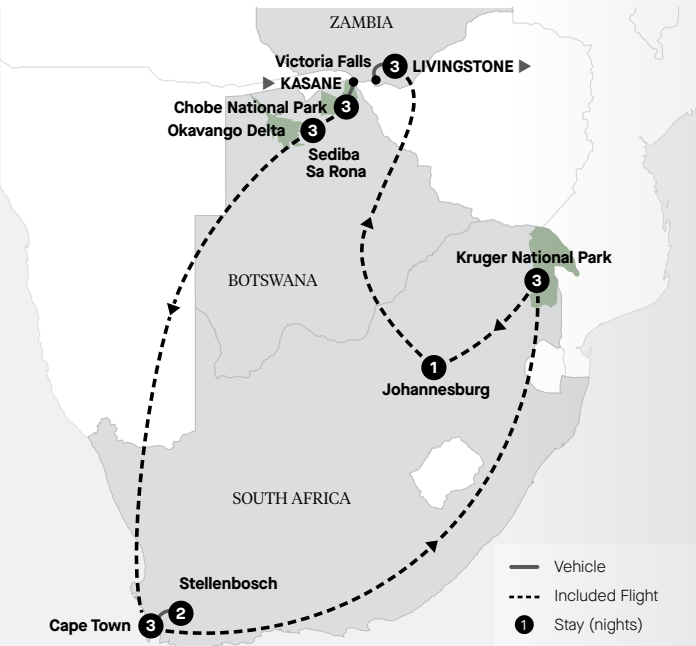 ZAMBIA
Victoria Falls
3
LIVINGSTONE
KASANE
Chobe National Park
3
Okavango Delta
3
Sediba
Sa Rona
Kruger National Park
3
BOTSWANA
1
Johannesburg
SOUTH AFRICA
Stellenbosch
2
Cape Town
3
Vehicle
Included Flight
1 Stay (nights)